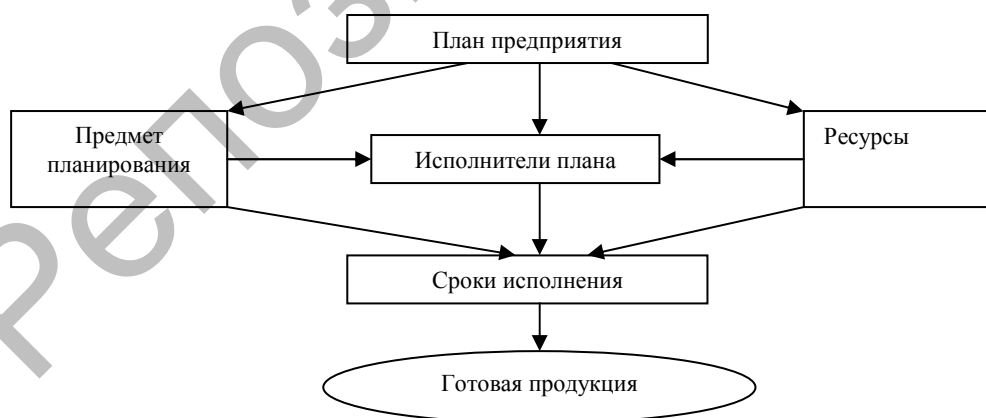 План предприятия
Предмет
планирования
Исполнители плана
Ресурсы
Сроки исполнения
Готовая продукция